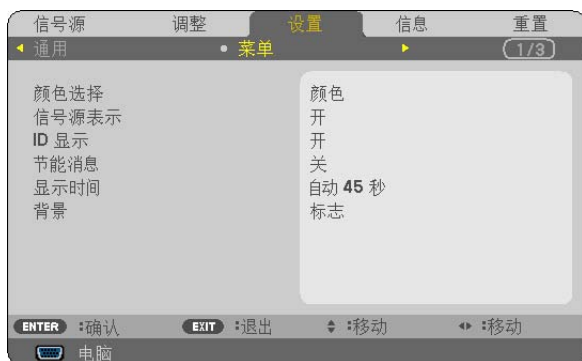 信号源 调整 设置 信息 重置
通用 • 菜单 1/3
颜色选择 颜色
信号源表示 开
ID 显示 开
节能消息 关
显示时间 自动 45 秒
背景 标志
ENTER :确认 EXIT :退出 :移动 :移动
电脑